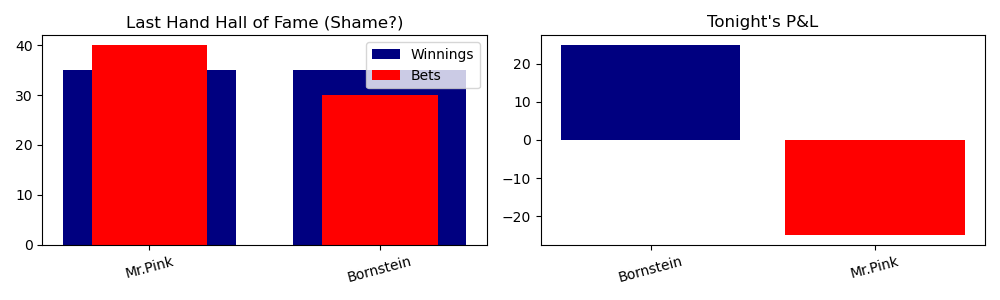 Last Hand Hall of Fame (Shame?)
40
30
20
10
0
Winnings
Bets
Mr.Pink
Bornstein
Tonight's P&L
20
10
0
−10
−20
Bornstein
Mr.Pink